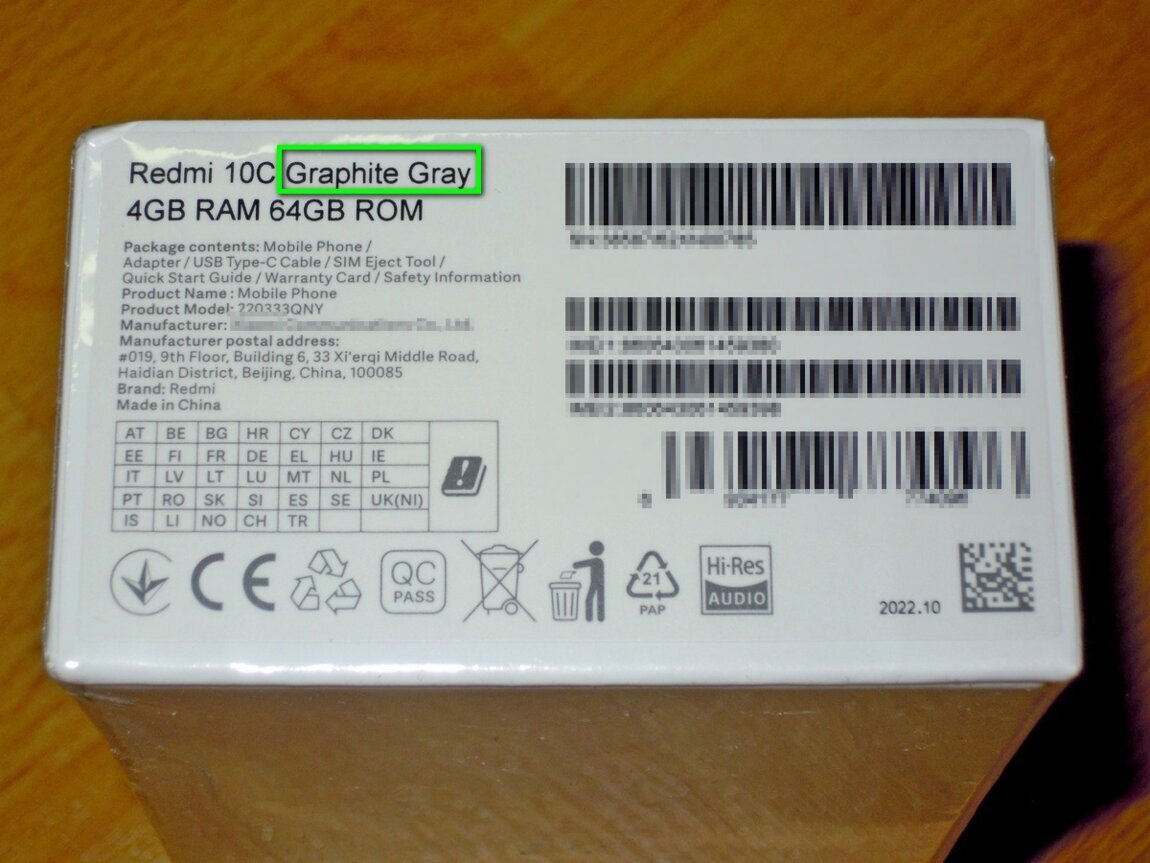 Redmi 10C Graphite Gray
4GB RAM 64GB ROM
Package contents: Mobile Phone /
Adapter / USB Type-C Cable / SIM Eject Tool /
Quick Start Guide / Warranty Card / Safety Information
Product Name : Mobile Phone
Product Model: 220333QNY
Manufacturer: Communications Co., Ltd.
Manufacturer postal address:
#019, 9th Floor, Building 6, 33 Xi'erqi Middle Road,
Haidian District, Beijing, China, 100085
Brand: Redmi
Made in China
AT BE BG HR CY CZ DK
EE FI FR DE EL HU IE
IT LV LT LU MT NL PL
PT RO SK SI ES SE UK(NI)
IS LI NO CH TR
CE
QC
PASS
21
PAP
Hi-Res
AUDIO
2022.10